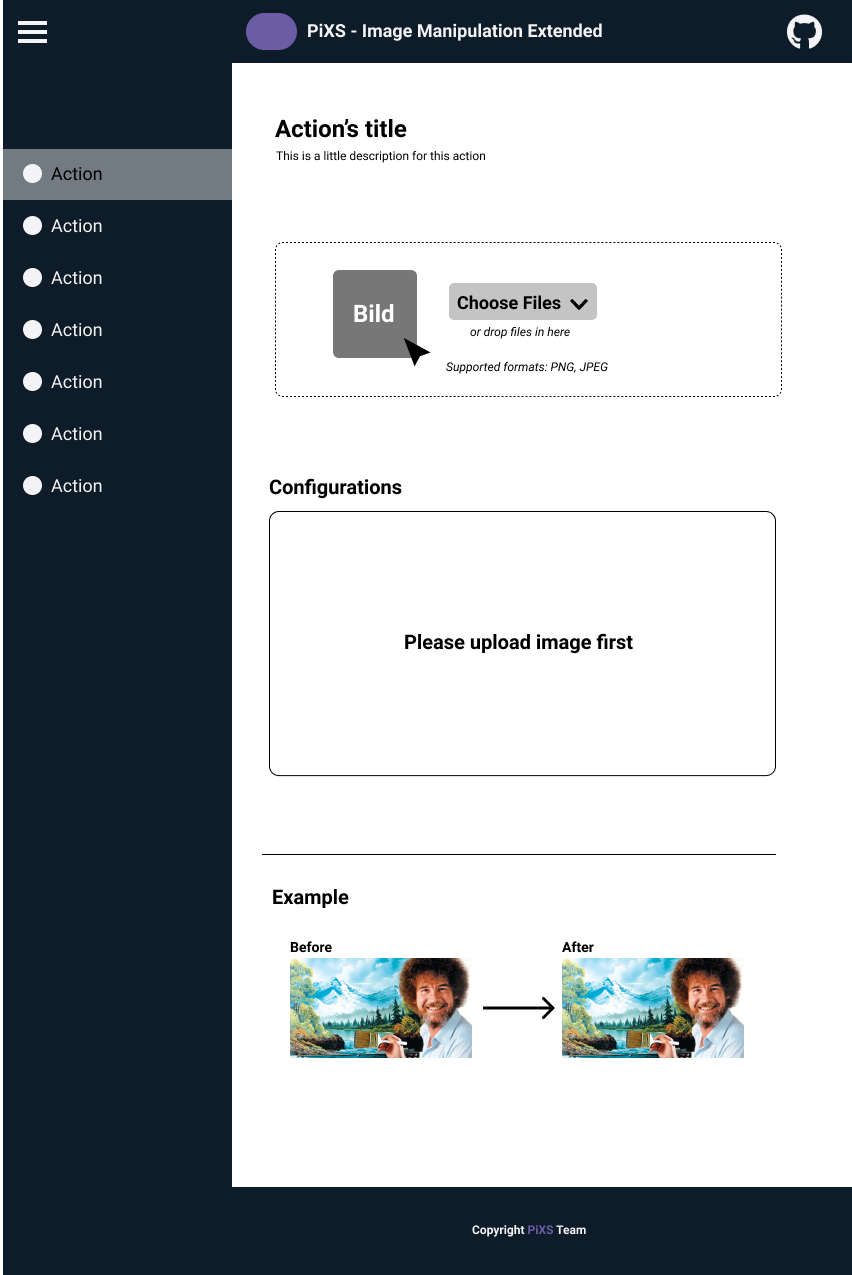 PiXS - Image Manipulation Extended
Action
Action
Action
Action
Action
Action
Action
Action’s title
This is a little description for this action
Bild
Choose Files
or drop files in here
Supported formats: PNG, JPEG
Configurations
Please upload image first
Example
Before
After
Copyright PiXS Team